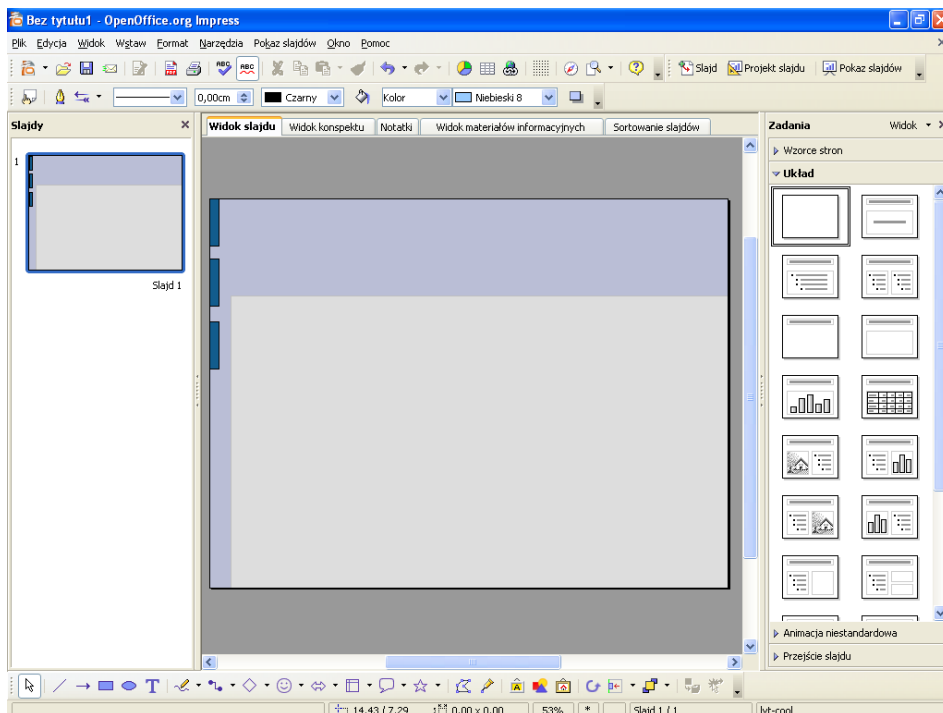 Bez tytułu1 - OpenOffice.org Impress
Plik Edycja Widok Wstaw Format Narzędzia Pokaz slajdów Okno Pomoc
ABC ABC Slajd Projekt slajdu Pokaz slajdów
0,00cm Czarny Kolor Niebieski 8
Slajdy
Widok slajdu Widok konspektu Notatki Widok materiałów informacyjnych Sortowanie slajdów
Zadania Widok
Wzorce stron
Układ
1
Slajd 1
Animacja niestandardowa
Przejście slajdu
14,43 / 7,29 0,00 x 0,00 53% * Slajd 1 / 1 lyt-cool